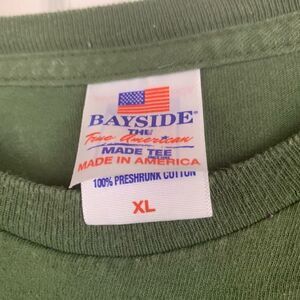 BAYSIDE®
THE
True American
MADE TEE
MADE IN AMERICA
100% PRESHRUNK COTTON
XL